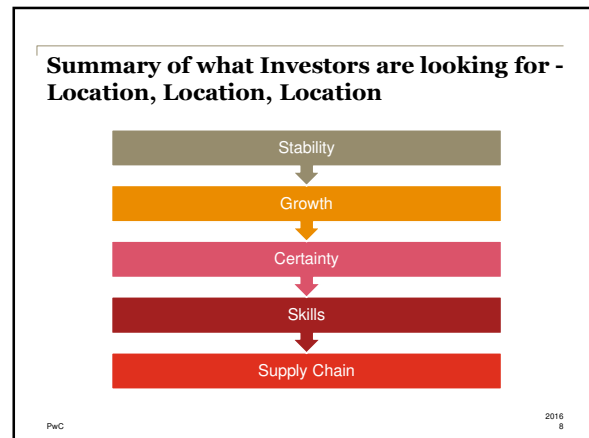 Summary of what Investors are looking for -
Location, Location, Location
Stability
Growth
Certainty
Skills
Supply Chain
PwC
2016
8